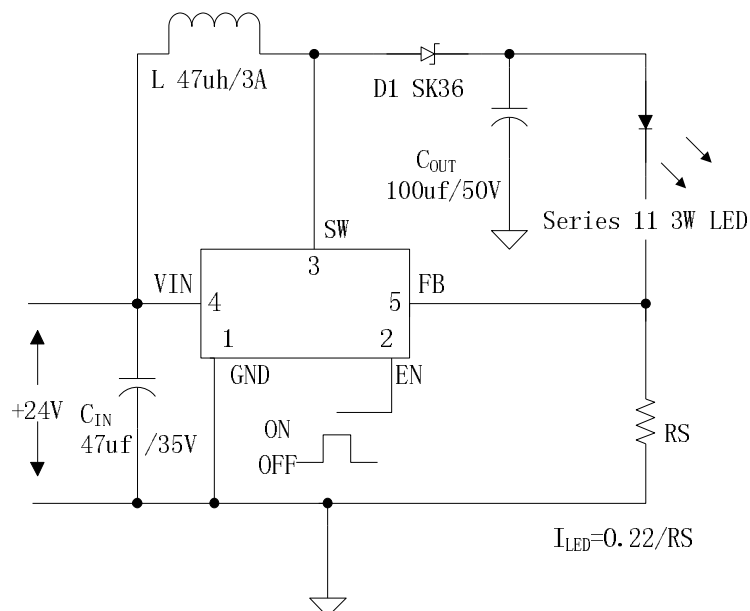 L 47uh/3A
D1 SK36
COUT
100uf/50V
Series 11 3W LED
SW
3
VIN
4
5
FB
1
2
GND
EN
+24V
CIN
47uf /35V
ON
OFF
RS
ILED=0.22/RS